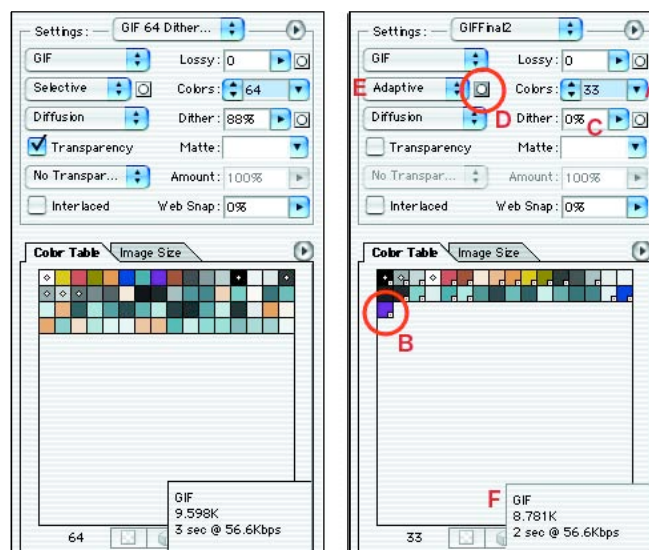 Settings: GIF 64 Dither...
GIF Lossy: 0
Selective Colors: 64
Diffusion Dither: 88%
Transparency Matte:
No Transpar... Amount: 100%
Interlaced Web Snap: 0%
Color Table Image Size
GIF
9.598K
3 sec @ 56.6Kbps
64
Settings: GIFFinal2
GIF Lossy: 0
E Adaptive Colors: 33
D
Diffusion Dither: 0% C
Transparency Matte:
No Transpar... Amount: 100%
Interlaced Web Snap: 0%
Color Table Image Size
B
F
GIF
8.781K
2 sec @ 56.6Kbps
33